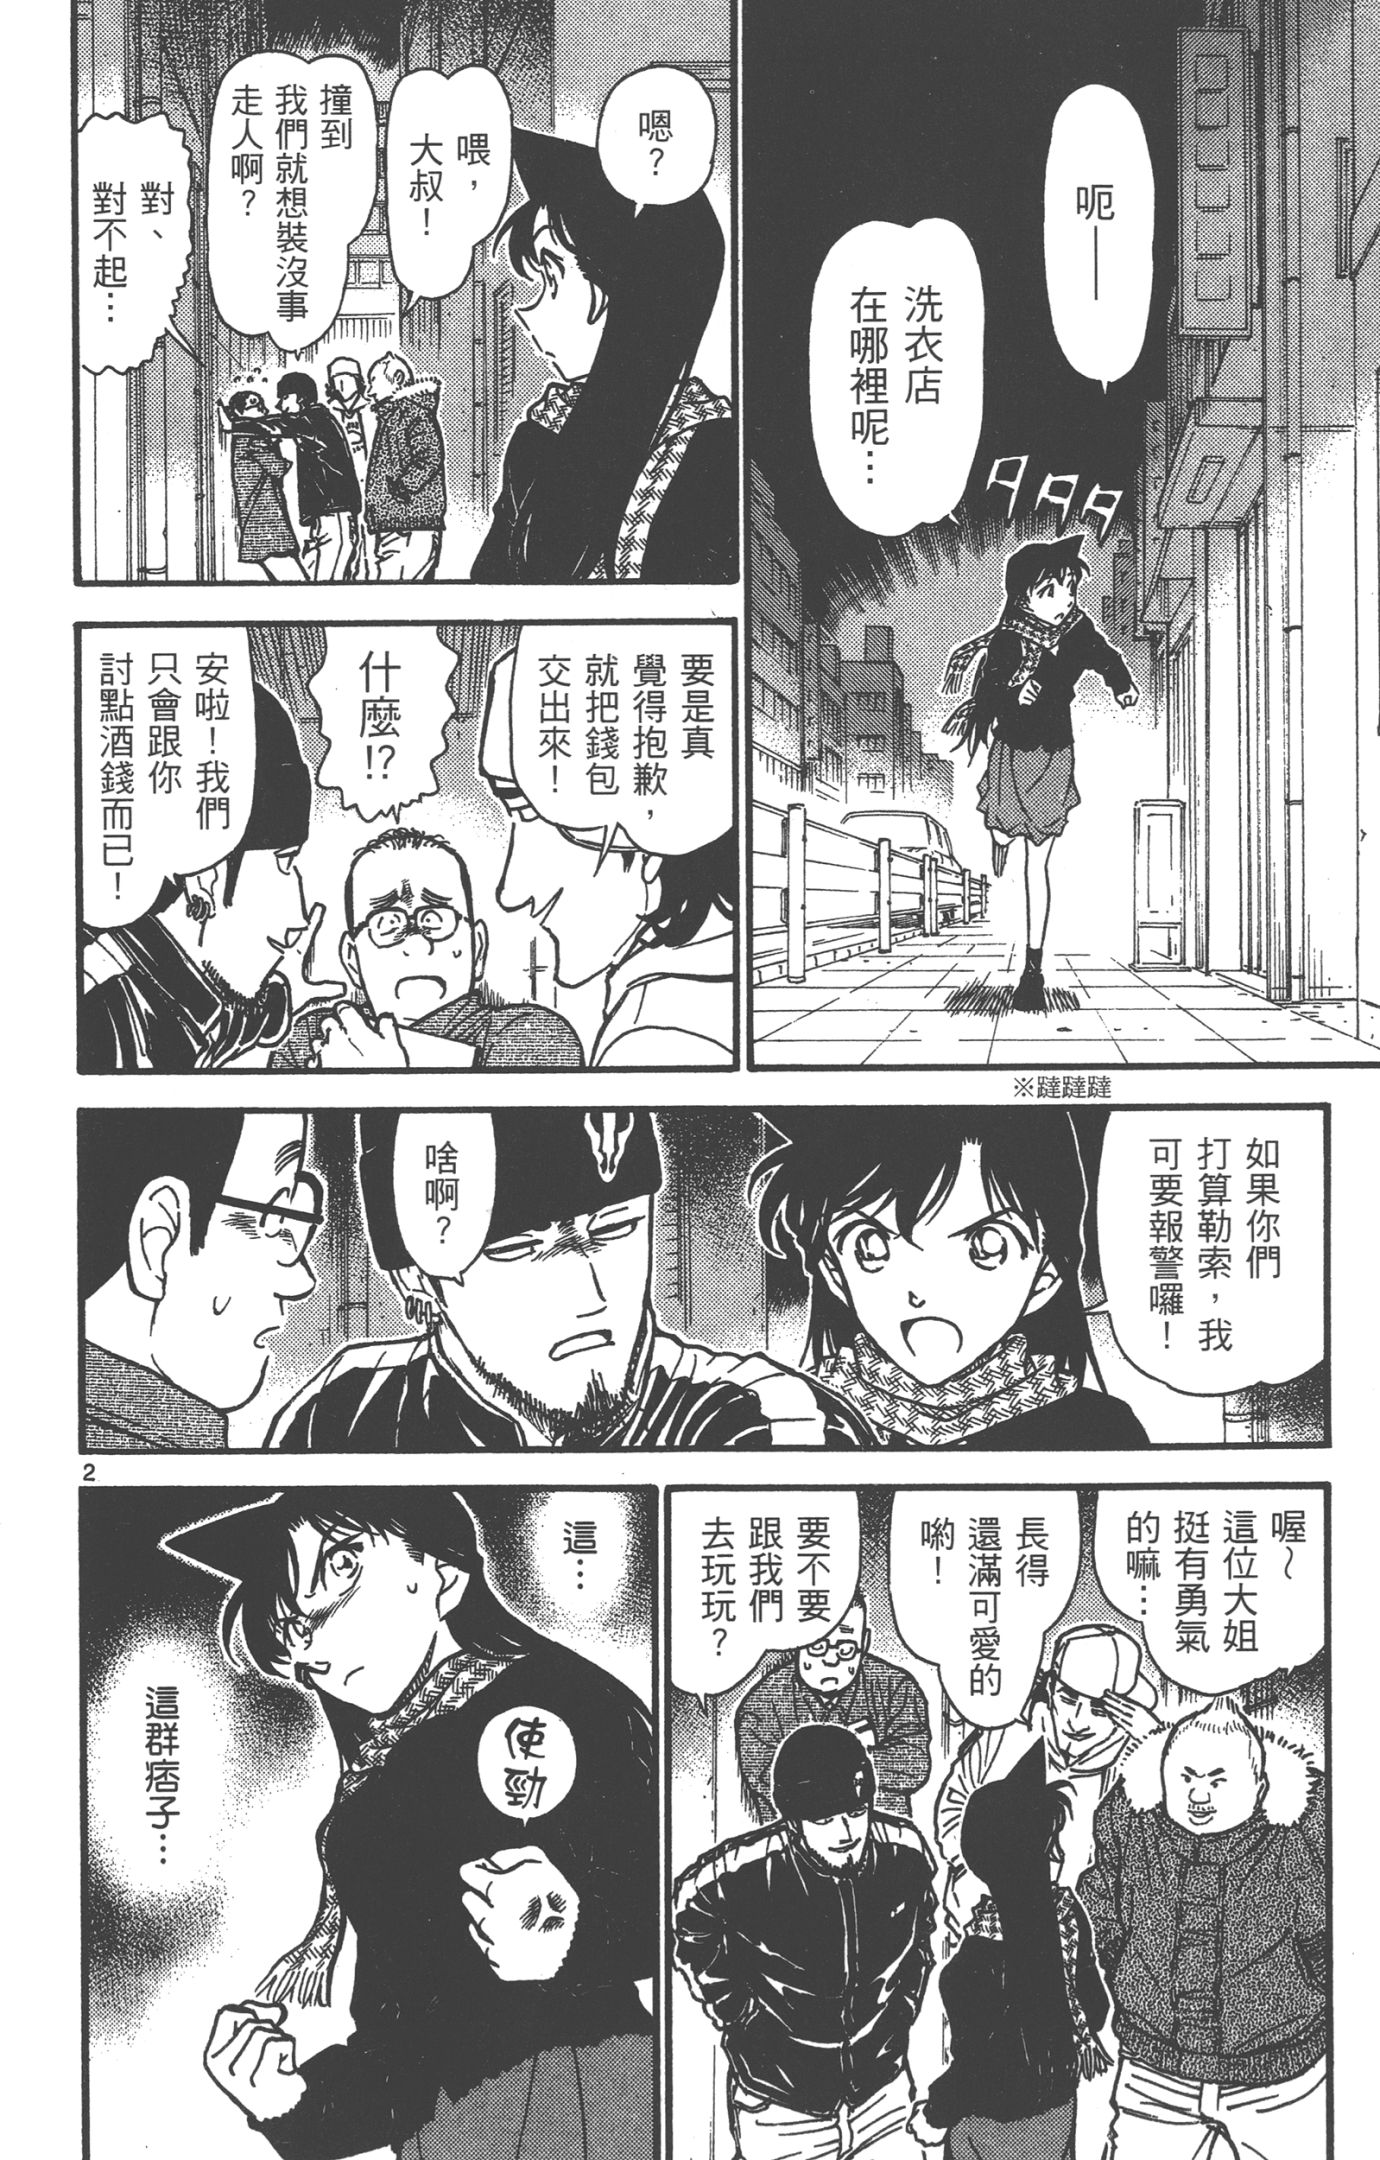 呃──
洗衣店
在哪裡呢…
タタタ
※躂躂躂
嗯？
喂，
大叔！
撞到
我們就想裝沒事
走人啊？
對、
對不起…
要是真
覺得抱歉，
就把錢包
交出來！
什麼!?
安啦！我們
只會跟你
討點酒錢而已！
如果你們
打算勒索，我
可要報警囉！
啥啊？
2
喔～
這位大姐
挺有勇氣
的嘛…
長得
還滿可愛的
喲！
要不要
跟我們
去玩玩？
這…
使勁
這群痞子…